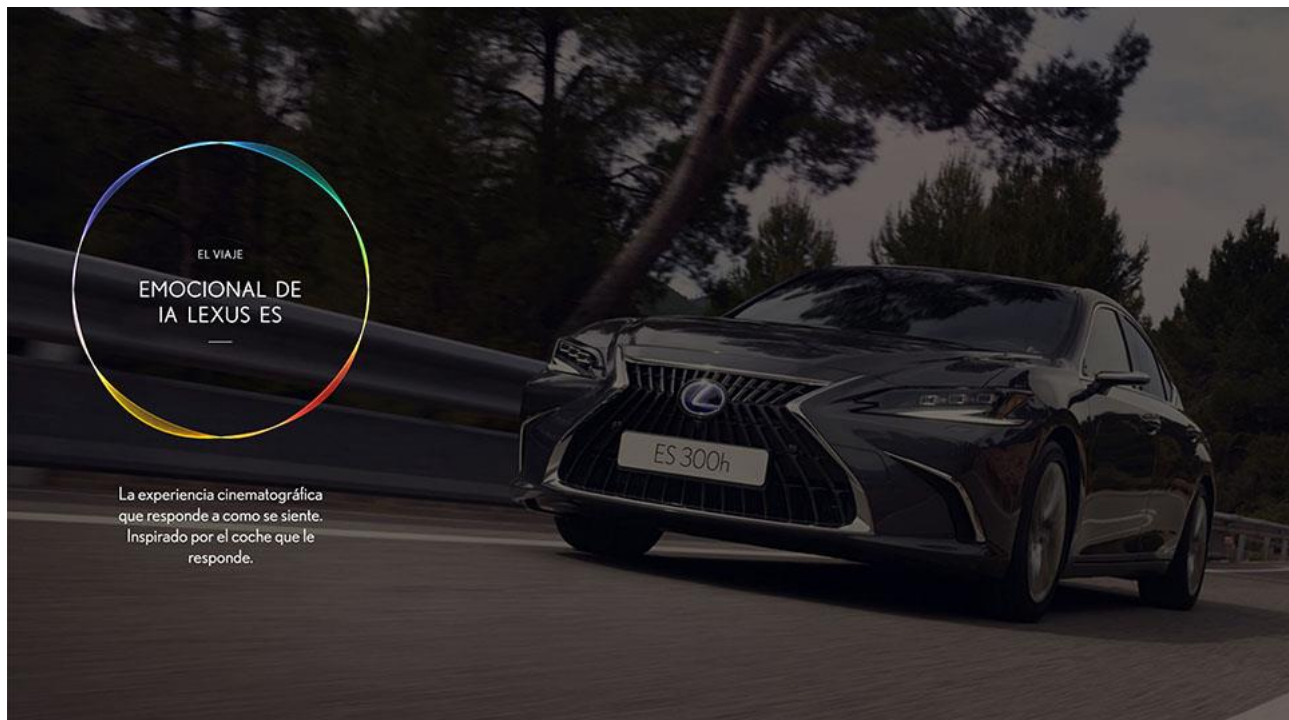 EL VIAJE
EMOCIONAL DE
IA LEXUS ES
La experiencia cinematográfica
que responde a como se siente.
Inspirado por el coche que le
responde.
ES 300h